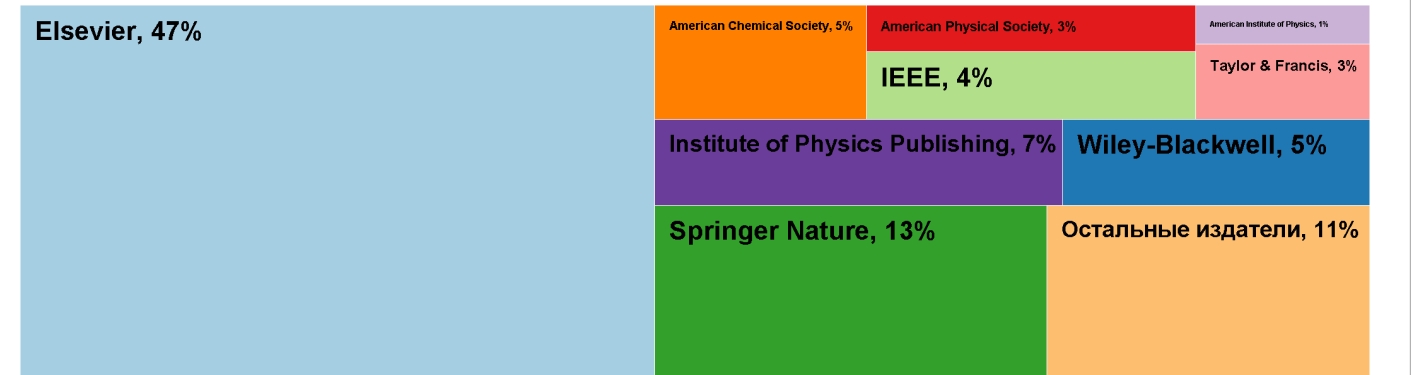 Elsevier, 47%
American Chemical Society, 5%
American Physical Society, 3%
American Institute of Physics, 1%
IEEE, 4%
Taylor & Francis, 3%
Institute of Physics Publishing, 7%
Wiley-Blackwell, 5%
Springer Nature, 13%
Остальные издатели, 11%